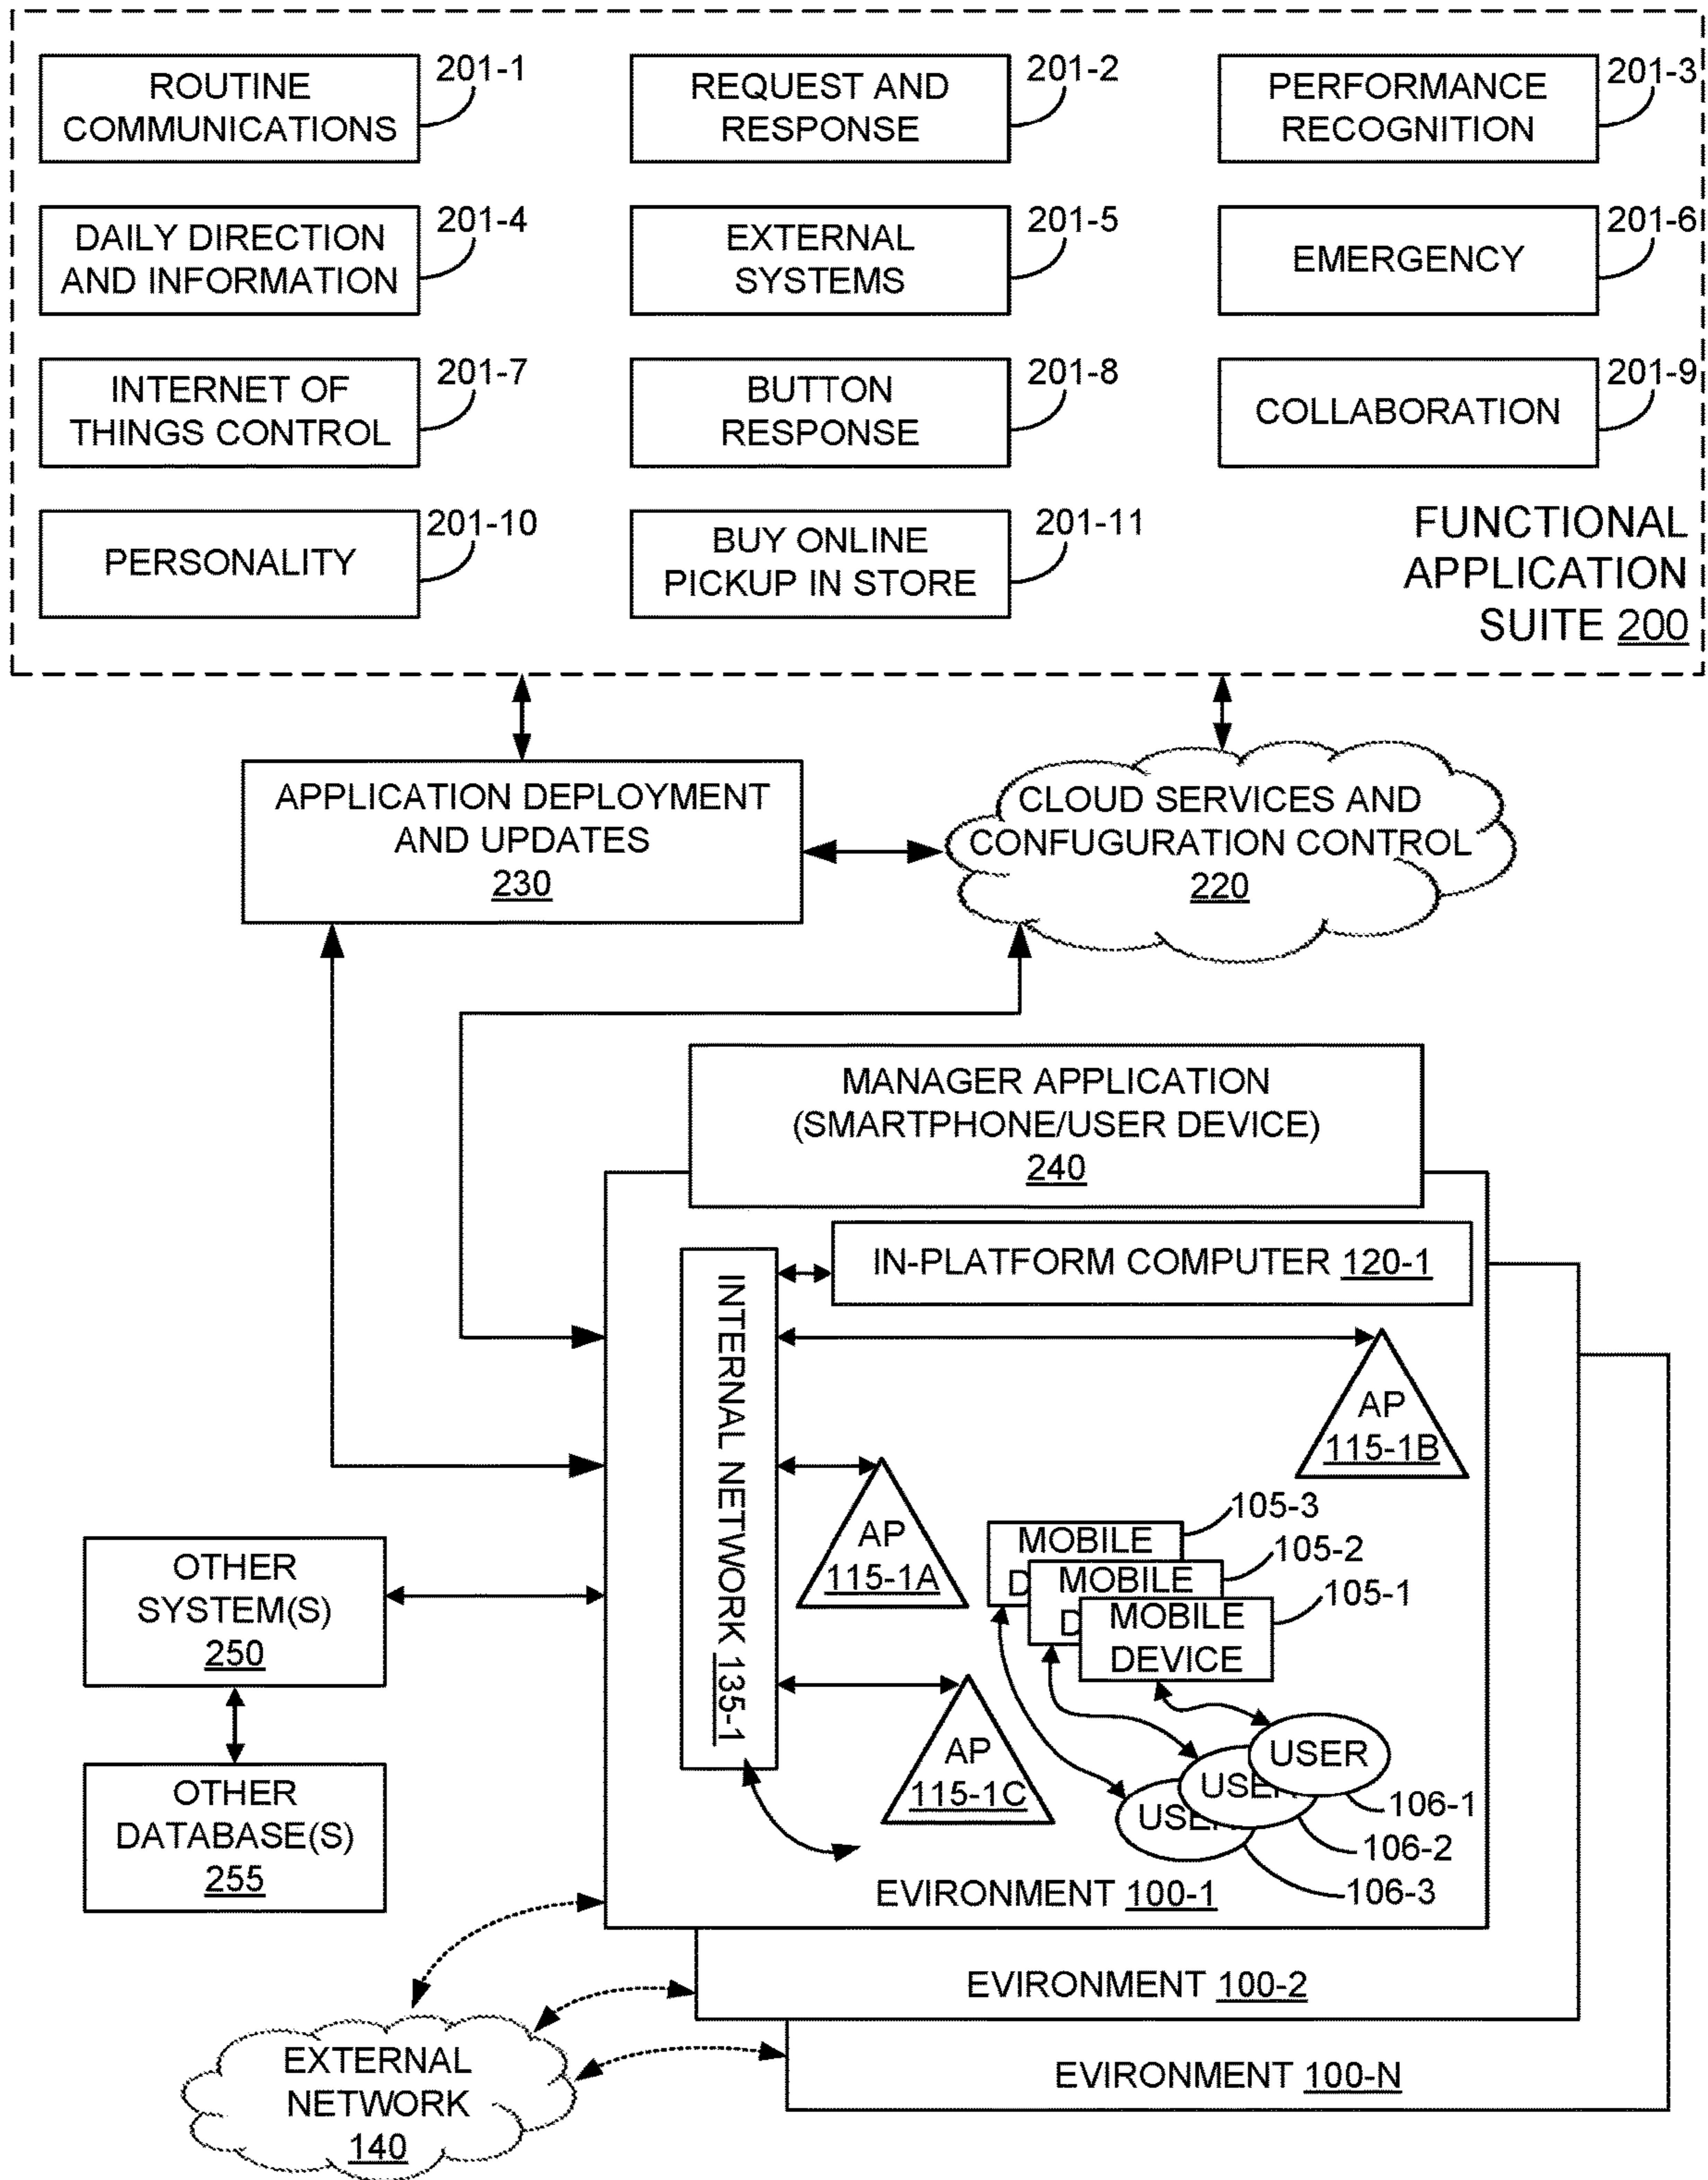 ROUTINE
COMMUNICATIONS
201-1
REQUEST AND
RESPONSE
201-2
PERFORMANCE
RECOGNITION
201-3
DAILY DIRECTION
AND INFORMATION
201-4
EXTERNAL
SYSTEMS
201-5
EMERGENCY
201-6
INTERNET OF
THINGS CONTROL
201-7
BUTTON
RESPONSE
201-8
COLLABORATION
201-9
PERSONALITY
201-10
BUY ONLINE
PICKUP IN STORE
201-11
FUNCTIONAL
APPLICATION
SUITE 200
APPLICATION DEPLOYMENT
AND UPDATES
230
CLOUD SERVICES AND
CONFUGURATION CONTROL
220
MANAGER APPLICATION
(SMARTPHONE/USER DEVICE)
240
IN-PLATFORM COMPUTER 120-1
INTERNAL NETWORK 135-1
AP
115-1B
AP
115-1A
105-3
MOBILE
D
105-2
MOBILE
D
105-1
MOBILE
DEVICE
OTHER
SYSTEM(S)
250
AP
115-1C
USER
USER
USER
106-1
106-2
106-3
OTHER
DATABASE(S)
255
EVIRONMENT 100-1
EVIRONMENT 100-2
EVIRONMENT 100-N
EXTERNAL
NETWORK
140